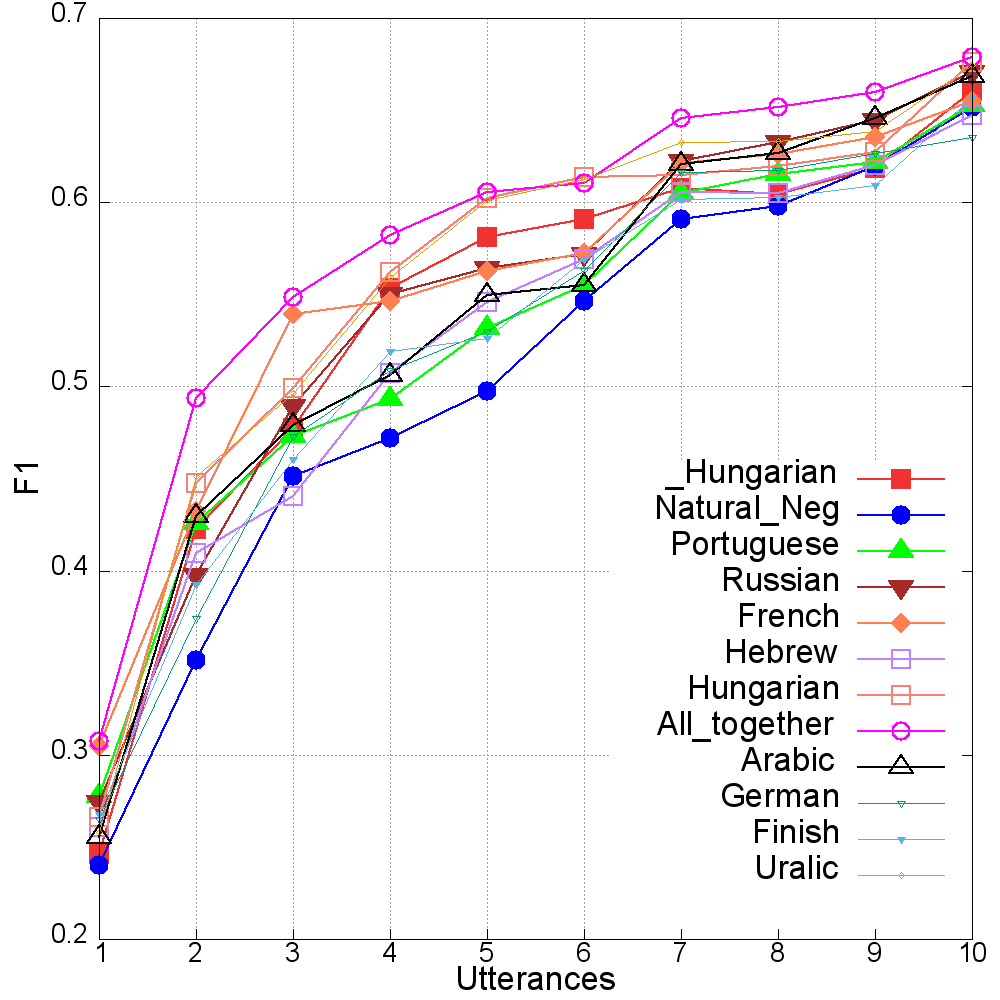 0.7
0.6
0.5
0.4
0.3
0.2
F1
_Hungarian
Natural_Neg
Portuguese
Russian
French
Hebrew
Hungarian
All_together
Arabic
German
Finish
Uralic
1 2 3 4 5 6 7 8 9 10
Utterances